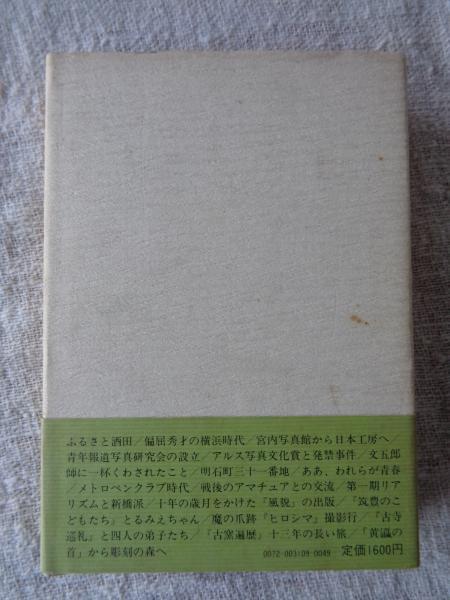 ふるさと酒田／偏屈秀才の横浜時代／宮内写真館から日本工房へ／
青年報道写真研究会の設立／アルス写真文化賞と発禁事件／文五郎
師に一杯くわされたこと／明石町三十一番地／ああ、われらが青春
／メトロペンクラブ時代／戦後のアマチュアとの交流／第一期リア
リズムと新橋派／十年の歳月をかけた『風貌』の出版／『筑豊のこ
どもたち』とるみえちゃん／魔の爪跡『ヒロシマ』撮影行／『古寺
巡礼』と四人の弟子たち／『古窯遍歴』十三年の長い旅／「黄瀛の
首」から彫刻の森へ
0072-003109-0049 定価1600円